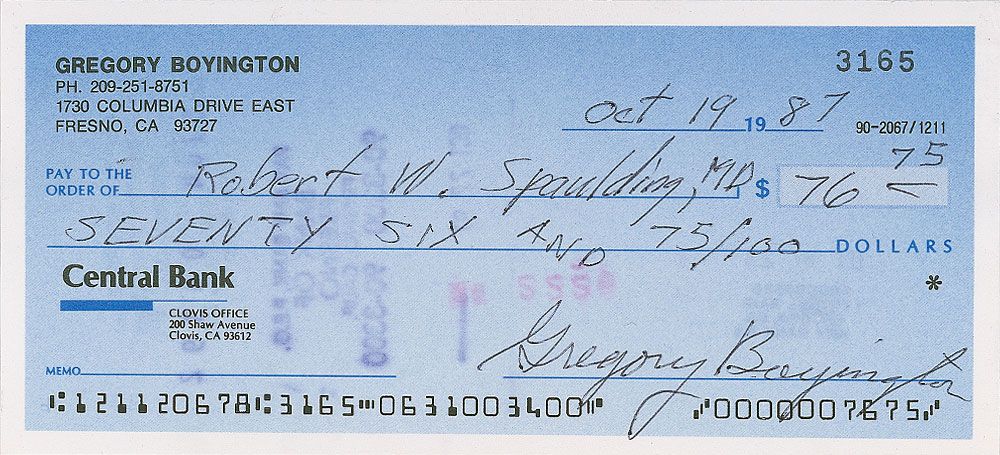 GREGORY BOYINGTON
PH. 209-251-8751
1730 COLUMBIA DRIVE EAST
FRESNO, CA 93727
3165
Oct 19 1987
90-2067/1211
PAY TO THE
ORDER OF Robert W. Spaulding, MD $ 76 75
SEVENTY SIX AND 75/100 DOLLARS
Central Bank
CLOVIS OFFICE
200 Shaw Avenue
Clovis, CA 93612
*
MEMO
Gregory Boyington
⑆121120678⑆3165⑈0631003400⑈ ⑈0000007675⑈